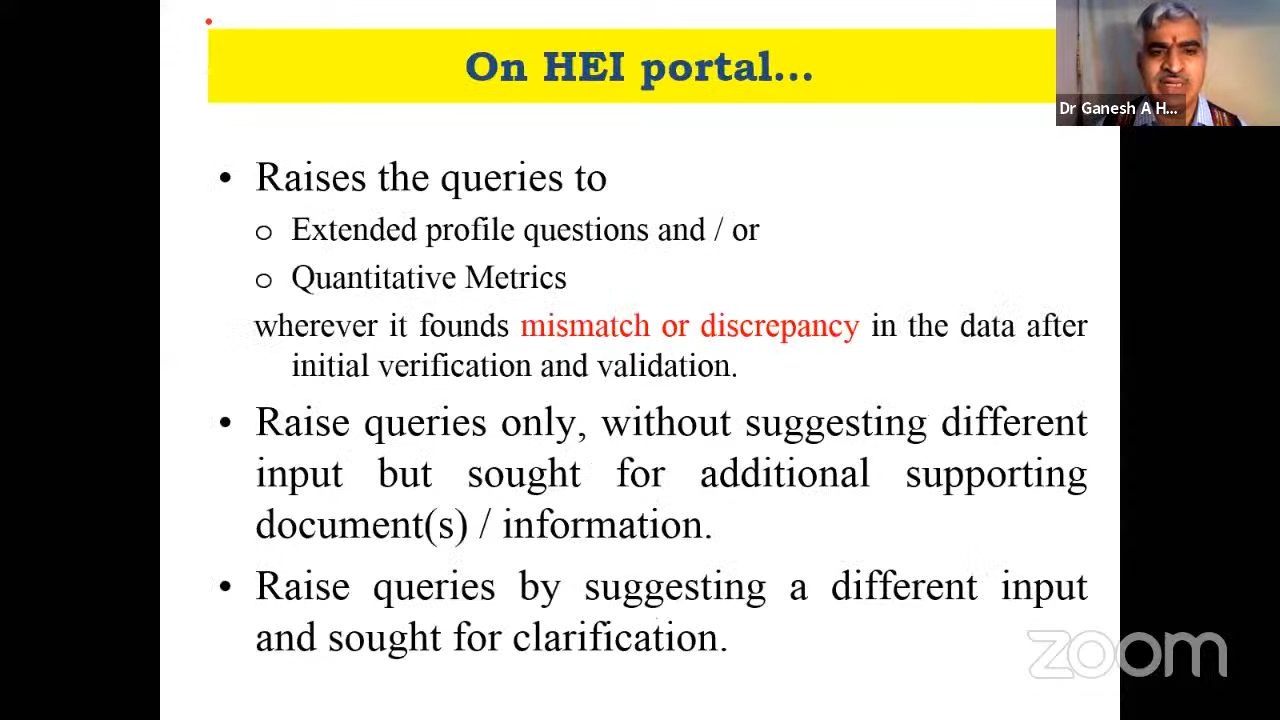 On HEI portal...
Dr Ganesh A H...
• Raises the queries to
o Extended profile questions and / or
o Quantitative Metrics
wherever it founds mismatch or discrepancy in the data after
initial verification and validation.
• Raise queries only, without suggesting different
input but sought for additional supporting
document(s) / information.
• Raise queries by suggesting a different input
and sought for clarification.
zoom